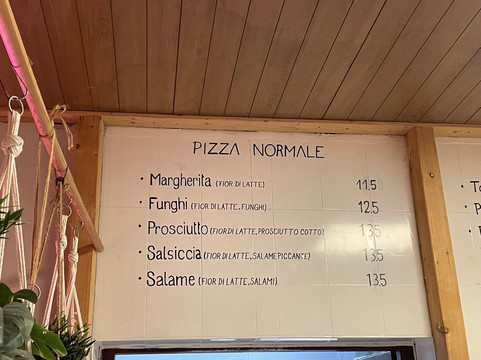 PIZZA NORMALE
• Margherita (FIOR DI LATTE) 11.5
• Funghi (FIOR DI LATTE, FUNGHI) 12.5
• Prosciutto (FIOR DI LATTE, PROSCIUTTO COTTO) 13.5
• Salsiccia (FIOR DI LATTE, SALAME PICCANTE) 13.5
• Salame (FIOR DI LATTE, SALAMI) 13.5